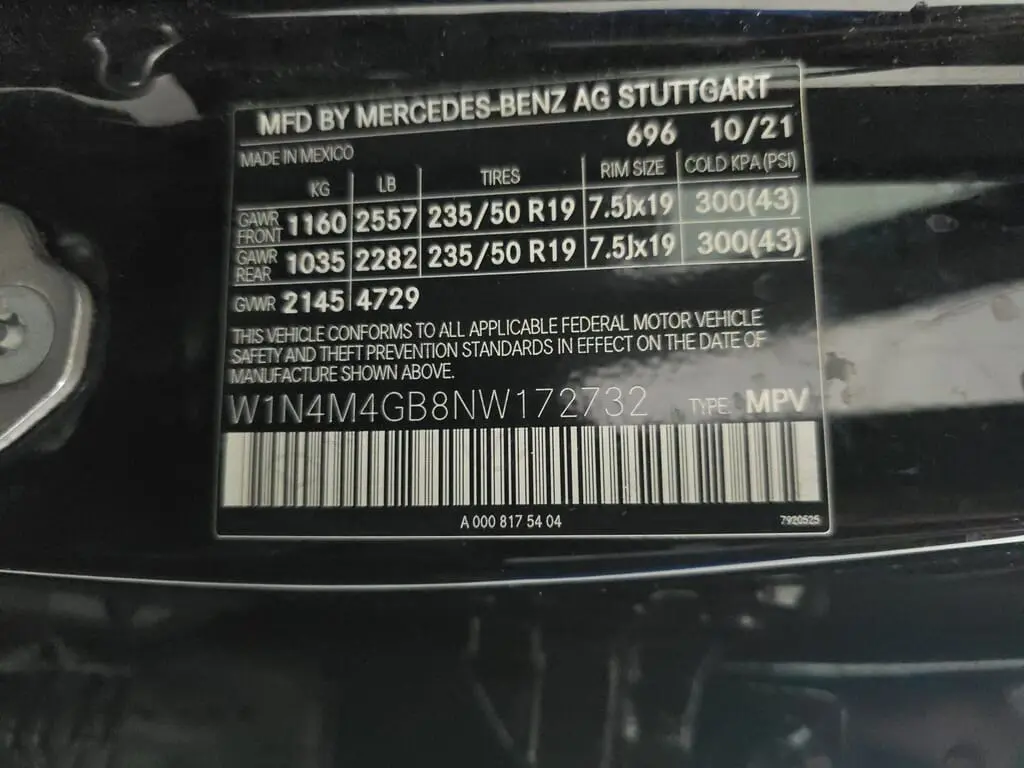 MFD BY MERCEDES-BENZ AG STUTTGART
696 10/21
MADE IN MEXICO
KG LB TIRES RIM SIZE COLD KPA (PSI)
GAWR FRONT 1160 2557 235/50 R19 7.5Jx19 300(43)
GAWR REAR 1035 2282 235/50 R19 7.5Jx19 300(43)
GVWR 2145 4729
THIS VEHICLE CONFORMS TO ALL APPLICABLE FEDERAL MOTOR VEHICLE
SAFETY AND THEFT PREVENTION STANDARDS IN EFFECT ON THE DATE OF
MANUFACTURE SHOWN ABOVE.
W1N4M4GB8NW172732 TYPE: MPV
A 000 817 54 04
7920525